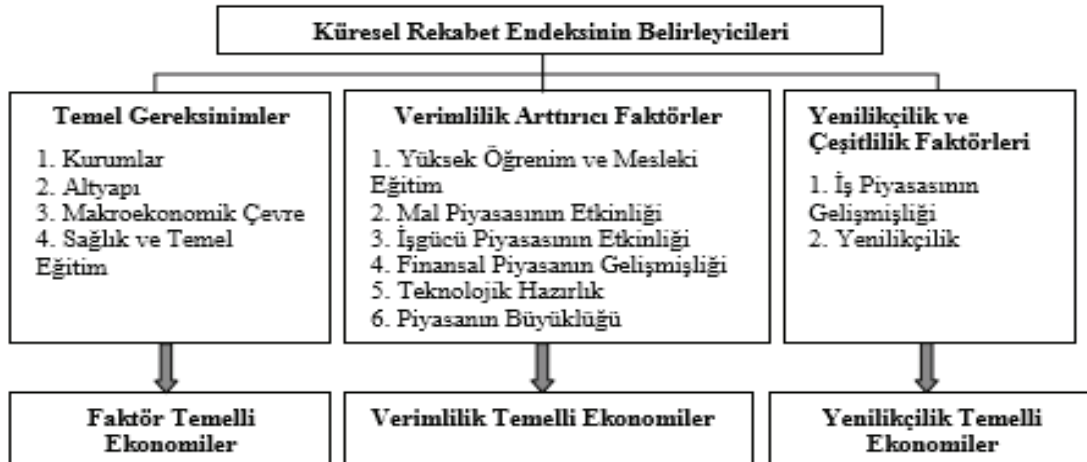 Küresel Rekabet Endeksinin Belirleyicileri
Temel Gereksinimler
1. Kurumlar
2. Altyapı
3. Makroekonomik Çevre
4. Sağlık ve Temel
Eğitim
Verimlilik Arttırıcı Faktörler
1. Yüksek Öğrenim ve Mesleki
Eğitim
2. Mal Piyasasının Etkinliği
3. İşgücü Piyasasının Etkinliği
4. Finansal Piyasanın Gelişmişliği
5. Teknolojik Hazırlık
6. Piyasanın Büyüklüğü
Yenilikçilik ve
Çeşitlilik Faktörleri
1. İş Piyasasının
Gelişmişliği
2. Yenilikçilik
Faktör Temelli
Ekonomiler
Verimlilik Temelli Ekonomiler
Yenilikçilik Temelli
Ekonomiler